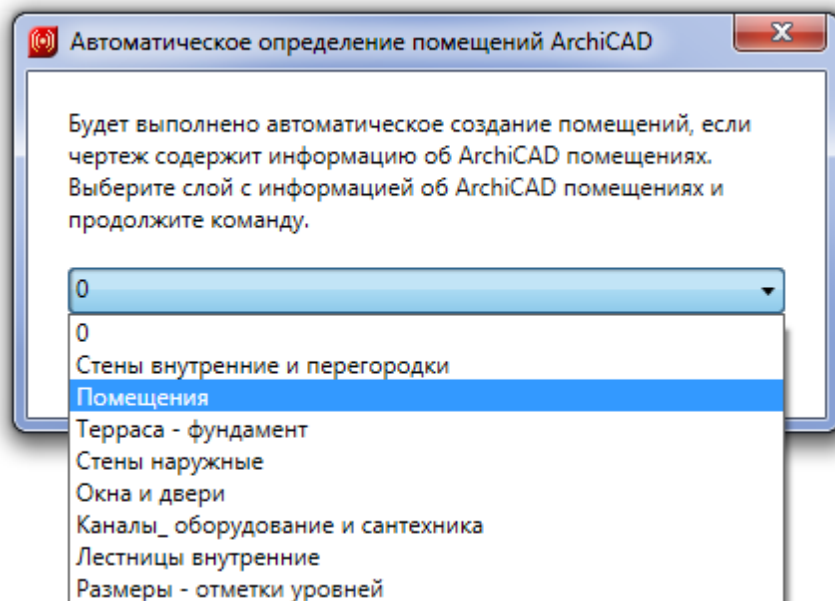 Автоматическое определение помещений ArchiCAD
Будет выполнено автоматическое создание помещений, если
чертеж содержит информацию об ArchiCAD помещениях.
Выберите слой с информацией об ArchiCAD помещениях и
продолжите команду.
0
0
Стены внутренние и перегородки
Помещения
Терраса - фундамент
Стены наружные
Окна и двери
Каналы_ оборудование и сантехника
Лестницы внутренние
Размеры - отметки уровней